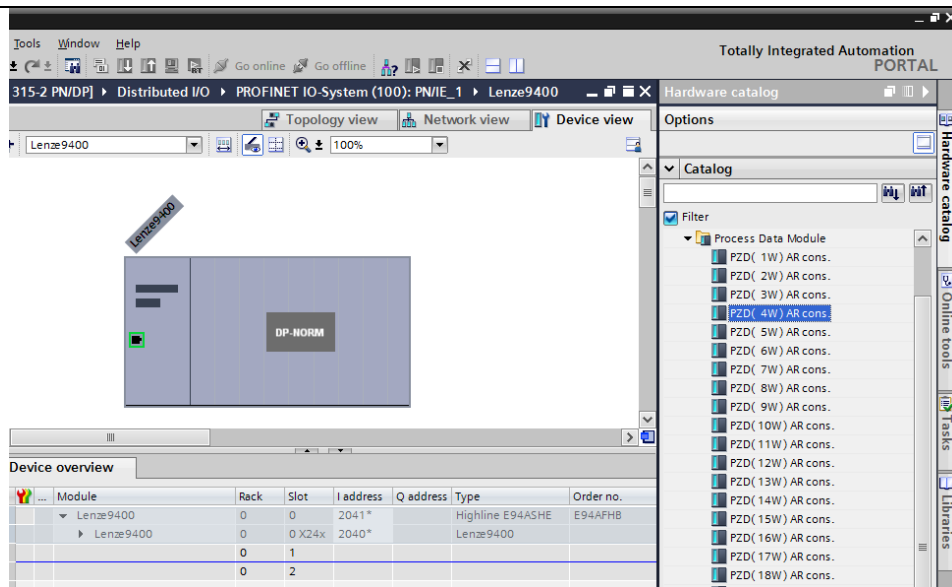 Tools Window Help
Totally Integrated Automation
PORTAL
Go online Go offline
315-2 PN/DP] ▸ Distributed I/O ▸ PROFINET IO-System (100): PN/IE_1 ▸ Lenze9400
Hardware catalog
Topology view Network view Device view
Options
Lenze9400 100%
Catalog
Filter
Process Data Module
PZD( 1W) AR cons.
PZD( 2W) AR cons.
PZD( 3W) AR cons.
PZD( 4W) AR cons.
PZD( 5W) AR cons.
PZD( 6W) AR cons.
PZD( 7W) AR cons.
PZD( 8W) AR cons.
PZD( 9W) AR cons.
PZD(10W) AR cons.
PZD(11W) AR cons.
PZD(12W) AR cons.
PZD(13W) AR cons.
PZD(14W) AR cons.
PZD(15W) AR cons.
PZD(16W) AR cons.
PZD(17W) AR cons.
PZD(18W) AR cons.
Lenze9400
DP-NORM
Device overview
... Module Rack Slot I address Q address Type Order no.
Lenze9400 0 0 2041* Highline E94ASHE E94AFHB
Lenze9400 0 0 X24x 2040* Lenze9400
0 1
0 2
Hardware catalog
Online tools
Tasks
Libraries